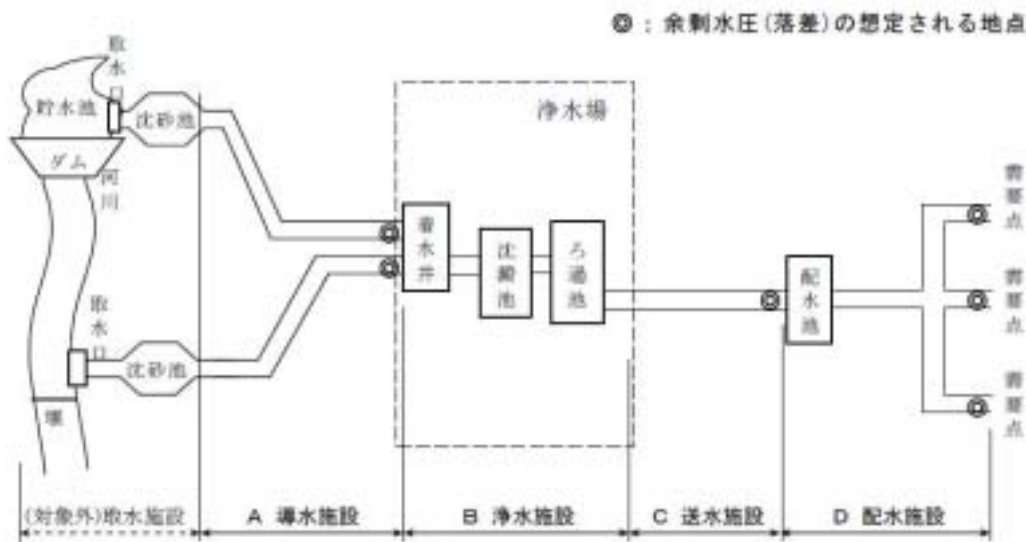 ◎：余剰水圧(落差)の想定される地点
取水口
貯水池
沈砂池
ダム
河川
浄水場
着水井
沈澱池
ろ過池
配水池
需要点
需要点
需要点
取水口
沈砂池
堰
(対象外)取水施設
A 導水施設
B 浄水施設
C 送水施設
D 配水施設